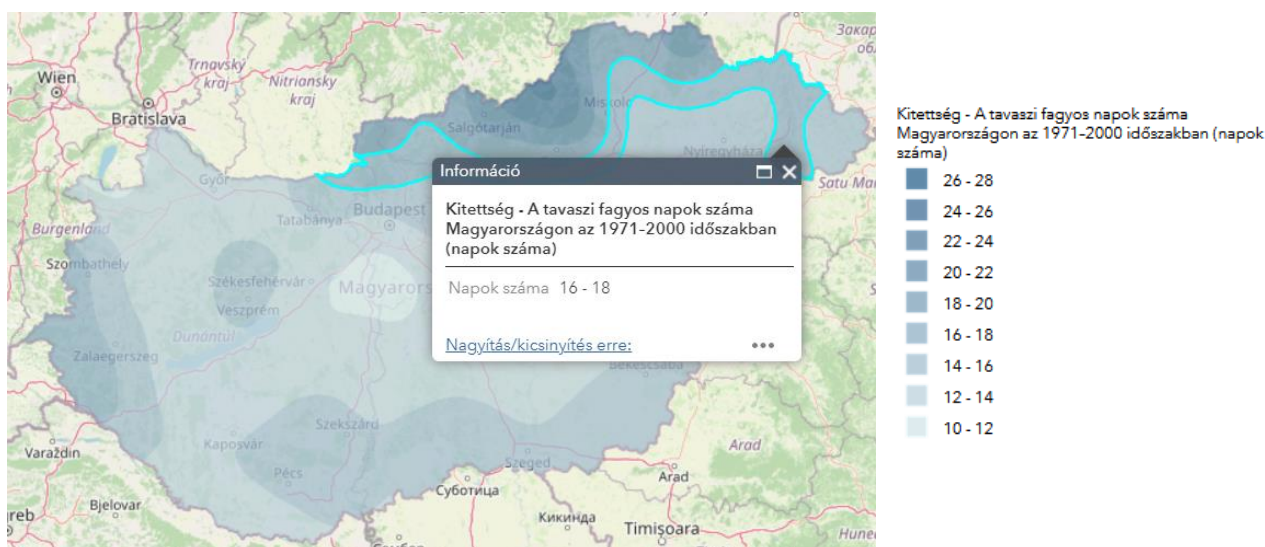 Wien
Bratislava
Trnavský
kraj
Nitriansky
kraj
Закар
Miskolc
Salgótarján
Nyíregyháza
Satu Mar
Győr
Tatabánya
Budapest
Burgenland
Szombathely
Székesfehérvár
Magyarors
Veszprém
Dunántúl
Zalaegerszeg
Békéscsaba
Szekszárd
Kaposvár
Pécs
Szeged
Varaždin
Arad
Arad
Суботица
Bjelovar
reb
Кикинда
Timișoara
Hune
Információ
Kitettség - A tavaszi fagyos napok száma
Magyarországon az 1971-2000 időszakban
(napok száma)
Napok száma 16 - 18
Nagyítás/kicsinyítés erre:
Kitettség - A tavaszi fagyos napok száma
Magyarországon az 1971-2000 időszakban (napok
száma)
26 - 28
24 - 26
22 - 24
20 - 22
18 - 20
16 - 18
14 - 16
12 - 14
10 - 12